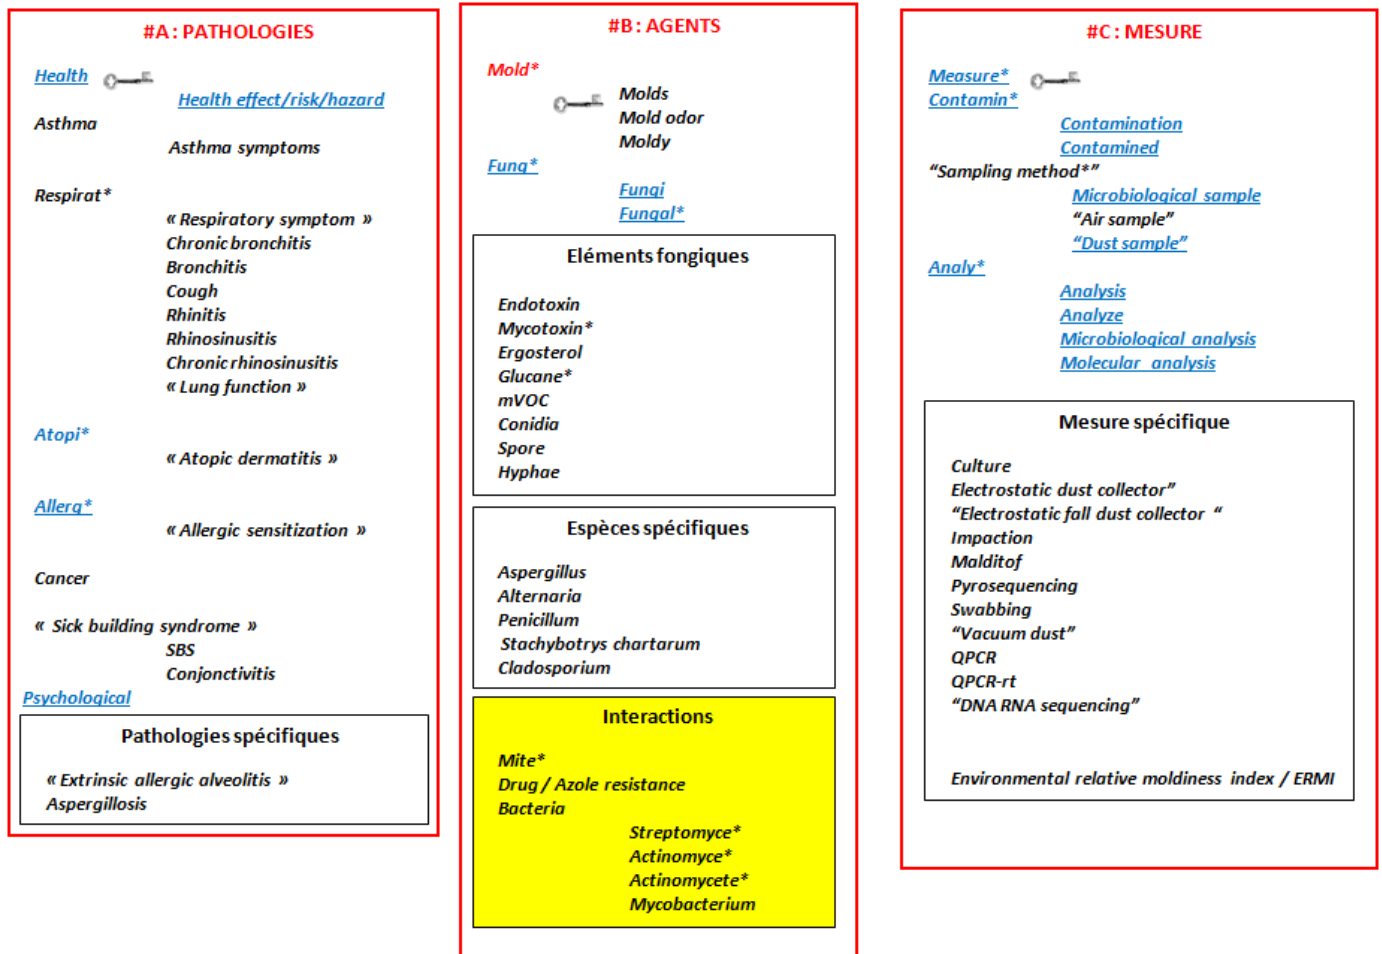 #A : PATHOLOGIES
Health
Health effect/risk/hazard
Asthma
Asthma symptoms
Respirat*
« Respiratory symptom »
Chronic bronchitis
Bronchitis
Cough
Rhinitis
Rhinosinusitis
Chronic rhinosinusitis
« Lung function »
Atopi*
« Atopic dermatitis »
Allerg*
« Allergic sensitization »
Cancer
« Sick building syndrome »
SBS
Conjonctivitis
Psychological
Pathologies spécifiques
« Extrinsic allergic alveolitis »
Aspergillosis
#B : AGENTS
Mold*
Molds
Mold odor
Moldy
Fung*
Fungi
Fungal*
Eléments fongiques
Endotoxin
Mycotoxin*
Ergosterol
Glucane*
mVOC
Conidia
Spore
Hyphae
Espèces spécifiques
Aspergillus
Alternaria
Penicillum
Stachybotrys chartarum
Cladosporium
Interactions
Mite*
Drug / Azole resistance
Bacteria
Streptomyce*
Actinomyce*
Actinomycete*
Mycobacterium
#C : MESURE
Measure*
Contamin*
Contamination
Contamined
“Sampling method*”
Microbiological sample
“Air sample”
“Dust sample”
Analy*
Analysis
Analyze
Microbiological analysis
Molecular analysis
Mesure spécifique
Culture
Electrostatic dust collector”
“Electrostatic fall dust collector “
Impaction
Malditof
Pyrosequencing
Swabbing
“Vacuum dust”
QPCR
QPCR-rt
“DNA RNA sequencing”
Environmental relative moldiness index / ERMI